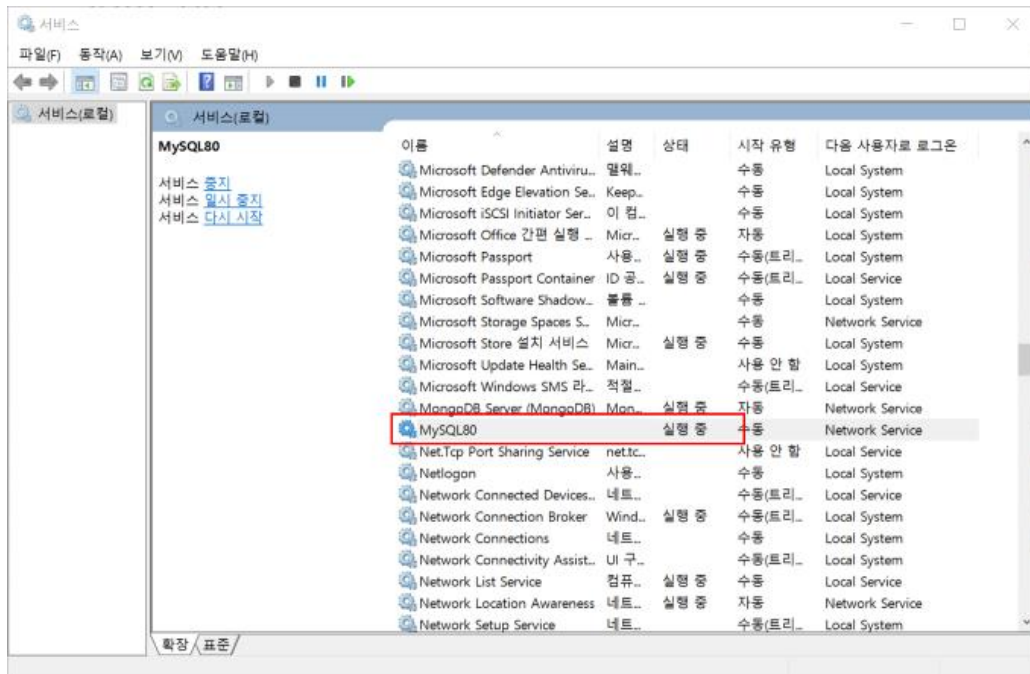 서비스
파일(F) 동작(A) 보기(V) 도움말(H)
서비스(로컬)
서비스(로컬)
MySQL80
서비스 중지
서비스 일시 중지
서비스 다시 시작
이름 설명 상태 시작 유형 다음 사용자로 로그온
Microsoft Defender Antiviru... 맬웨... 수동 Local System
Microsoft Edge Elevation Se... Keep... 수동 Local System
Microsoft iSCSI Initiator Ser... 이 컴... 수동 Local System
Microsoft Office 간편 실행 ... Micr... 실행 중 자동 Local System
Microsoft Passport 사용... 실행 중 수동(트리... Local System
Microsoft Passport Container ID 공... 실행 중 수동(트리... Local Service
Microsoft Software Shadow... 볼륨 ... 수동 Local System
Microsoft Storage Spaces S... Micr... 수동 Network Service
Microsoft Store 설치 서비스 Micr... 실행 중 수동 Local System
Microsoft Update Health Se... Main... 사용 안 함 Local System
Microsoft Windows SMS 라... 적절... 수동(트리... Local Service
MongoDB Server (MongoDB) Mon... 실행 중 자동 Network Service
MySQL80 실행 중 수동 Network Service
Net.Tcp Port Sharing Service net.tc... 사용 안 함 Local Service
Netlogon 사용... 수동 Local System
Network Connected Devices... 네트... 수동(트리... Local Service
Network Connection Broker Wind... 실행 중 수동(트리... Local System
Network Connections 네트... 수동 Local System
Network Connectivity Assist... UI 구... 수동(트리... Local System
Network List Service 컴퓨... 실행 중 수동 Local Service
Network Location Awareness 네트... 실행 중 자동 Network Service
Network Setup Service 네트... 수동(트리... Local System
확장 표준